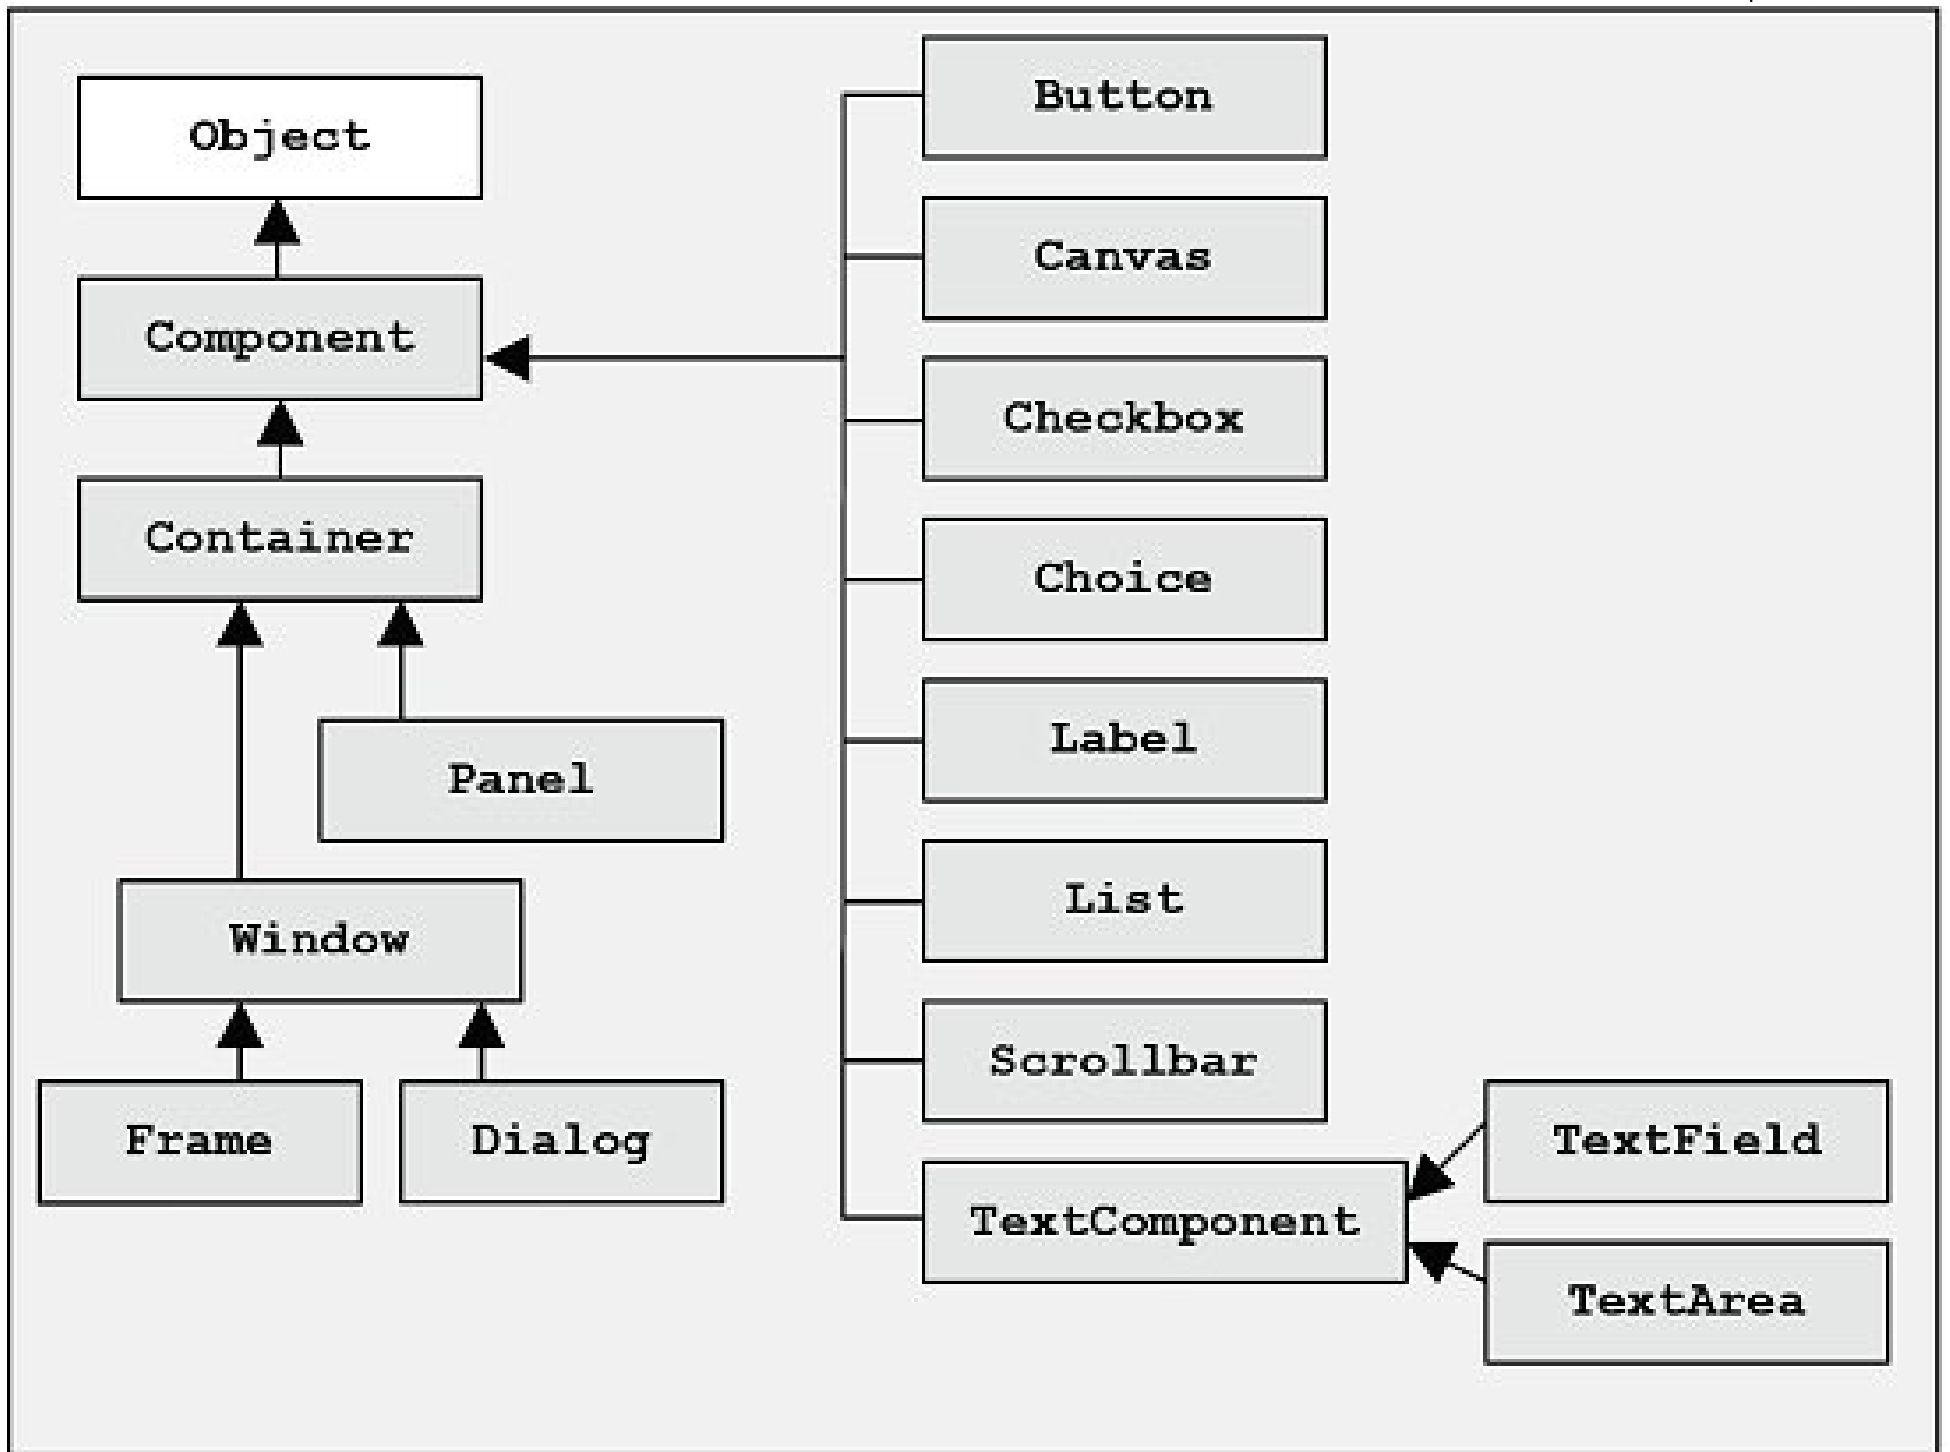 Object
Component
Container
Panel
Window
Frame
Dialog
Button
Canvas
Checkbox
Choice
Label
List
Scrollbar
TextComponent
TextField
TextArea